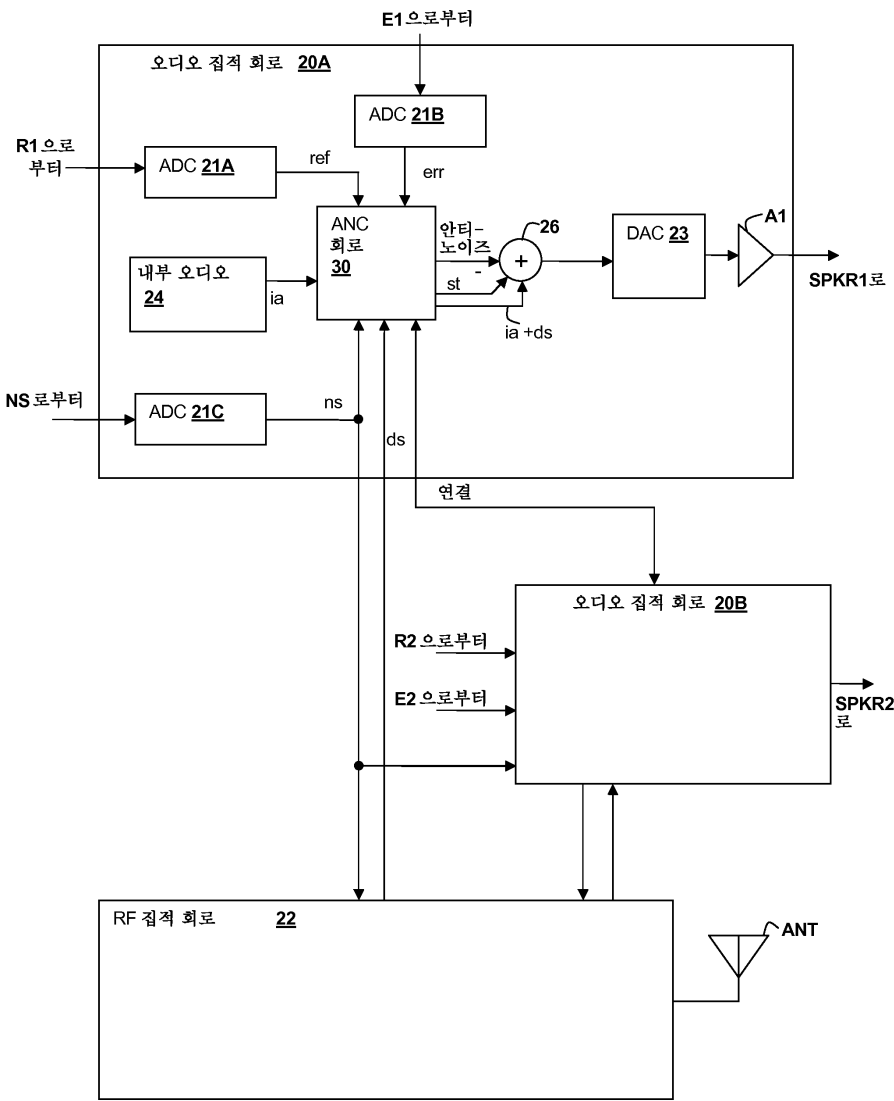 E1으로부터
오디오 집적 회로 20A
ADC 21B
R1으로
부터
ADC 21A
ref
err
ANC
회로
30
안티-
노이즈
26
+
-
DAC 23
A1
SPKR1로
내부 오디오
24
ia
st
ia +ds
NS로부터
ADC 21C
ns
ds
연결
오디오 집적 회로 20B
R2 으로부터
E2 으로부터
SPKR2
로
RF 집적 회로 22
ANT